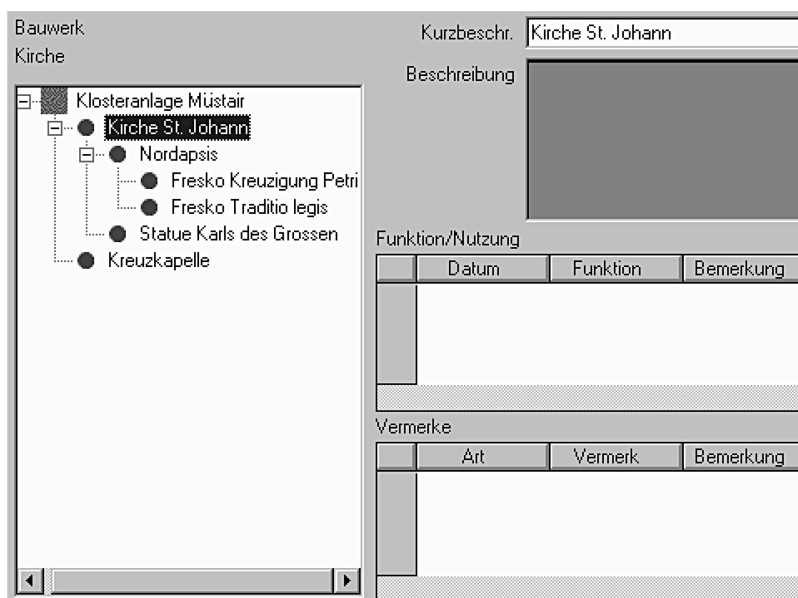 Bauwerk
Kirche
Klosteranlage Müstair
Kirche St. Johann
Nordapsis
Fresko Kreuzigung Petri
Fresko Traditio legis
Statue Karls des Grossen
Kreuzkapelle
Kurzbeschr. Kirche St. Johann
Beschreibung
Funktion/Nutzung
Datum Funktion Bemerkung
Vermerke
Art Vermerk Bemerkung